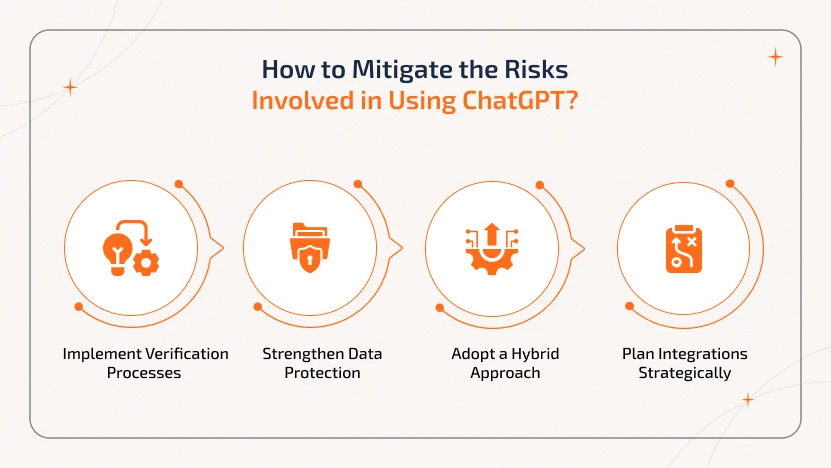 How to Mitigate the Risks
Involved in Using ChatGPT?
Implement Verification
Processes
Strengthen Data
Protection
Adopt a Hybrid
Approach
Plan Integrations
Strategically